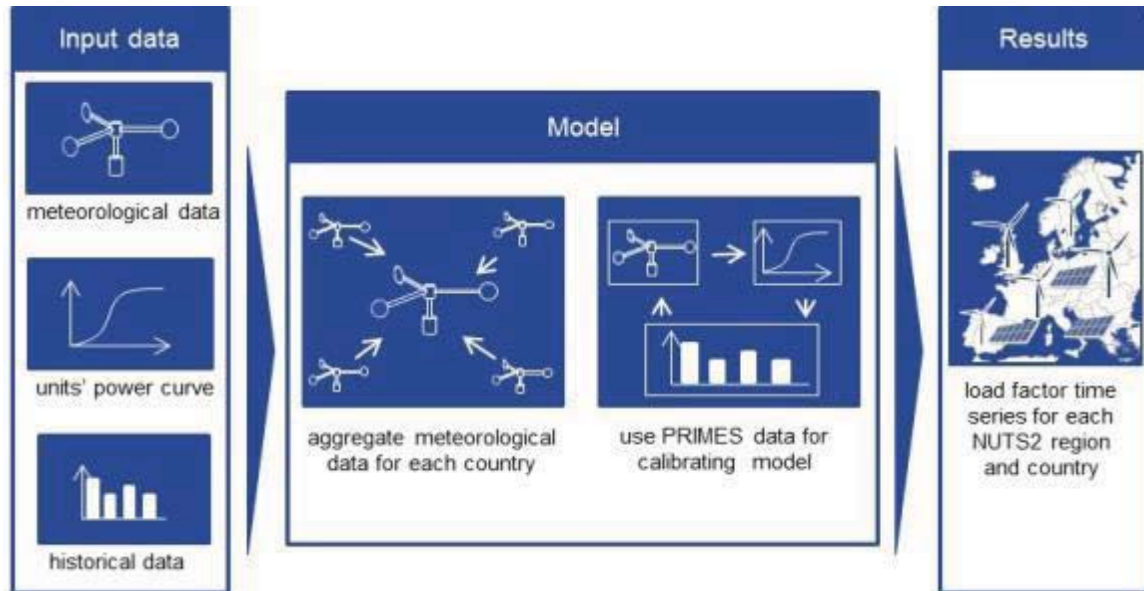 Input data
meteorological data
units' power curve
historical data
Model
aggregate meteorological
data for each country
use PRIMES data for
calibrating model
Results
load factor time
series for each
NUTS2 region
and country